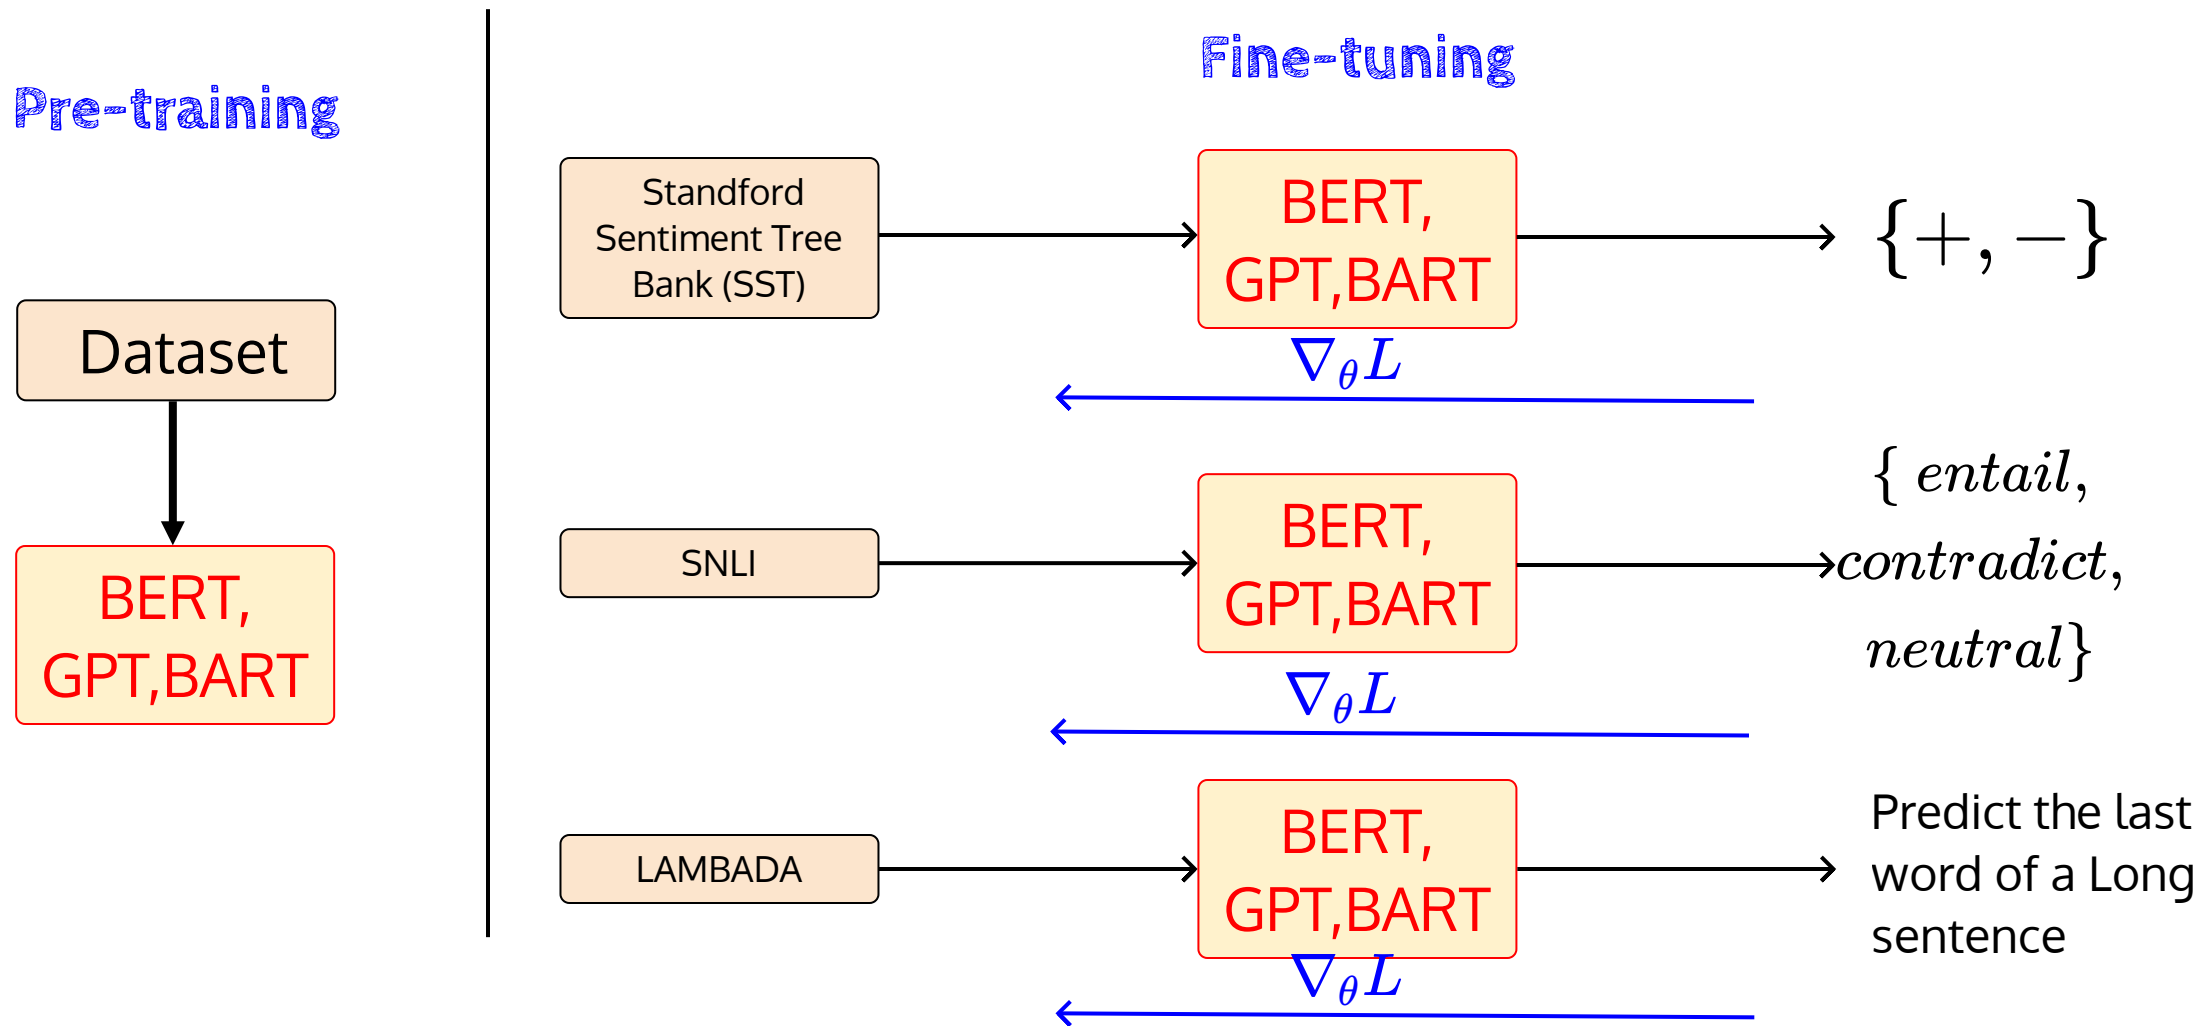 Pre-training
Dataset
BERT,
GPT,BART
Fine-tuning
Standford
Sentiment Tree
Bank (SST)
BERT,
GPT,BART
{+,−}
∇θL
SNLI
BERT,
GPT,BART
{ entail,
contradict,
neutral}
∇θL
LAMBADA
BERT,
GPT,BART
Predict the last
word of a Long
sentence
∇θL